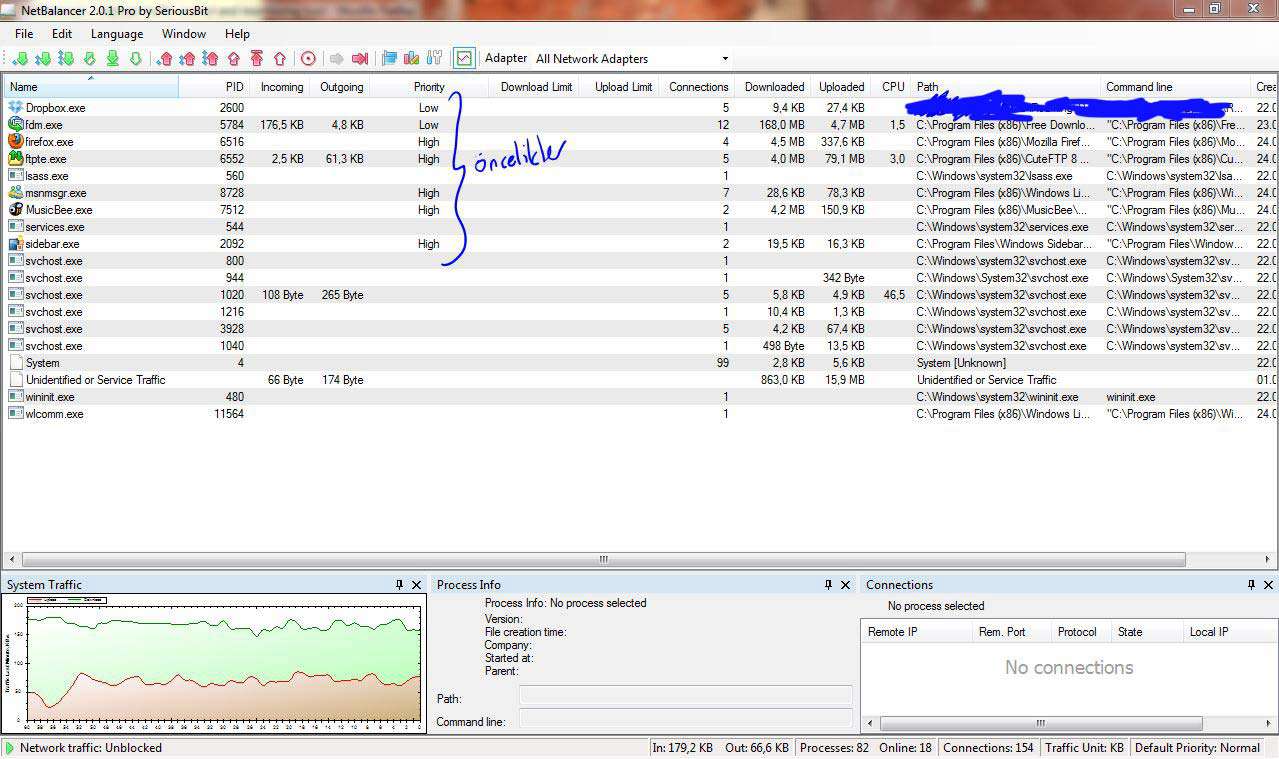 NetBalancer 2.0.1 Pro by SeriousBit
File Edit Language Window Help
Adapter All Network Adapters
Name PID Incoming Outgoing Priority Download Limit Upload Limit Connections Downloaded Uploaded CPU Path Command line Crea
Dropbox.exe 2600 Low 5 9,4 KB 27,4 KB 22.0
fdm.exe 5784 176,5 KB 4,8 KB Low 12 168,0 MB 4,7 MB 1,5 C:\Program Files (x86)\Free Downlo... "C:\Program Files (x86)\Fre... 23.0
firefox.exe 6516 High 4 4,5 MB 337,6 KB C:\Program Files (x86)\Mozilla Firef... "C:\Program Files (x86)\Mo... 24.0
ftpte.exe 6552 2,5 KB 61,3 KB High 5 4,0 MB 79,1 MB 3,0 C:\Program Files (x86)\CuteFTP 8 ... "C:\Program Files (x86)\Cu... 24.0
öncelikler
lsass.exe 560 1 C:\Windows\system32\lsass.exe C:\Windows\system32\lsa... 22.0
msnmsgr.exe 8728 High 7 28,6 KB 78,3 KB C:\Program Files (x86)\Windows Li... "C:\Program Files (x86)\Wi... 24.0
MusicBee.exe 7512 High 2 4,2 MB 150,9 KB C:\Program Files (x86)\MusicBee\... "C:\Program Files (x86)\Mu... 24.0
services.exe 544 1 C:\Windows\system32\services.exe C:\Windows\system32\ser... 22.0
sidebar.exe 2092 High 2 19,5 KB 16,3 KB C:\Program Files\Windows Sidebar... "C:\Program Files\Window... 22.0
svchost.exe 800 1 C:\Windows\system32\svchost.exe C:\Windows\system32\sv... 22.0
svchost.exe 944 1 342 Byte C:\Windows\System32\svchost.exe C:\Windows\System32\sv... 22.0
svchost.exe 1020 108 Byte 265 Byte 5 5,8 KB 4,9 KB 46,5 C:\Windows\system32\svchost.exe C:\Windows\system32\sv... 22.0
svchost.exe 1216 1 10,4 KB 1,3 KB C:\Windows\system32\svchost.exe C:\Windows\system32\sv... 22.0
svchost.exe 3928 5 4,2 KB 67,4 KB C:\Windows\system32\svchost.exe C:\Windows\system32\sv... 22.0
svchost.exe 1040 1 498 Byte 13,5 KB C:\Windows\system32\svchost.exe C:\Windows\system32\sv... 22.0
System 4 99 2,8 KB 5,6 KB System [Unknown] 22.0
Unidentified or Service Traffic 66 Byte 174 Byte 863,0 KB 15,9 MB Unidentified or Service Traffic 01.0
wininit.exe 480 1 C:\Windows\system32\wininit.exe wininit.exe 22.0
wlcomm.exe 11564 1 C:\Program Files (x86)\Windows Li... "C:\Program Files (x86)\Wi... 24.0
System Traffic Process Info Connections
Process Info: No process selected
Version:
File creation time:
Company:
Started at:
Parent:
Path:
Command line:
No process selected
Remote IP Rem. Port Protocol State Local IP
No connections
Network traffic: Unblocked In: 179,2 KB Out: 66,6 KB Processes: 82 Online: 18 Connections: 154 Traffic Unit: KB Default Priority: Normal